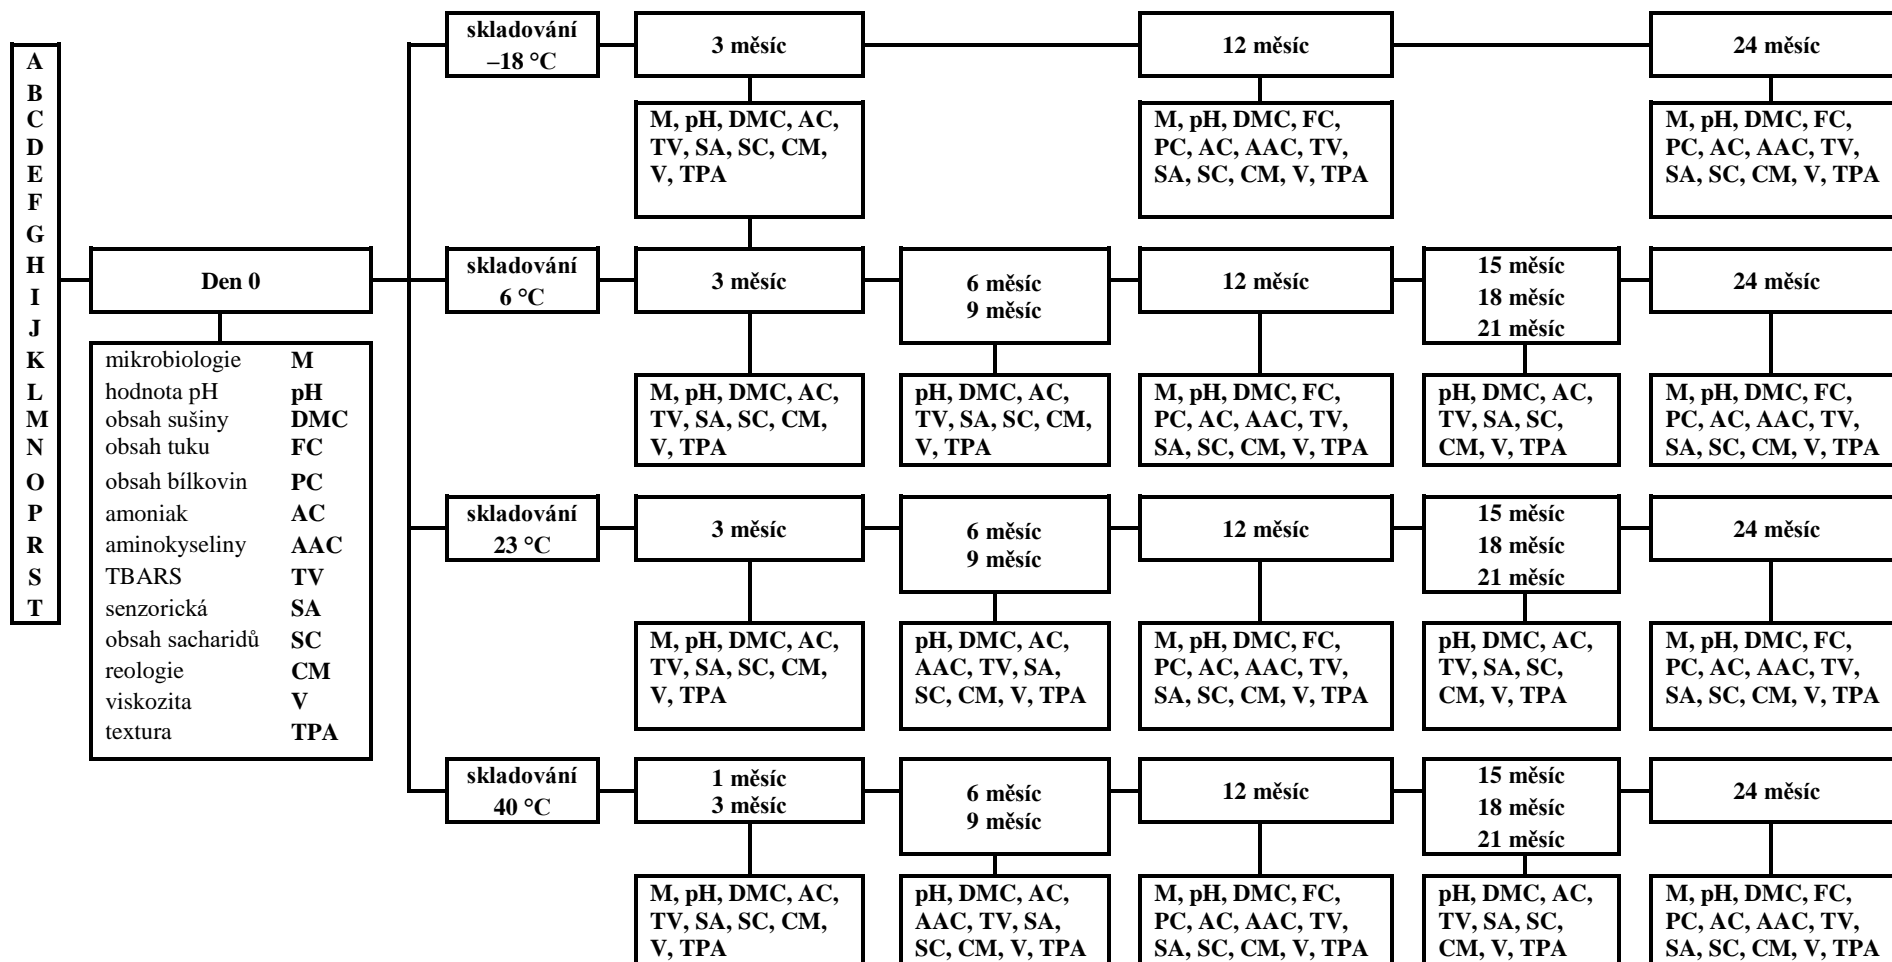 A
B
C
D
E
F
G
H
I
J
K
L
M
N
O
P
R
S
T
Den 0
mikrobiologie M
hodnota pH pH
obsah sušiny DMC
obsah tuku FC
obsah bílkovin PC
amoniak AC
aminokyseliny AAC
TBARS TV
senzorická SA
obsah sacharidů SC
reologie CM
viskozita V
textura TPA
skladování
–18 °C
3 měsíc
12 měsíc
24 měsíc
M, pH, DMC, AC,
TV, SA, SC, CM,
V, TPA
M, pH, DMC, FC,
PC, AC, AAC, TV,
SA, SC, CM, V, TPA
M, pH, DMC, FC,
PC, AC, AAC, TV,
SA, SC, CM, V, TPA
skladování
6 °C
3 měsíc
6 měsíc
9 měsíc
12 měsíc
15 měsíc
18 měsíc
21 měsíc
24 měsíc
M, pH, DMC, AC,
TV, SA, SC, CM,
V, TPA
pH, DMC, AC,
TV, SA, SC, CM,
V, TPA
M, pH, DMC, FC,
PC, AC, AAC, TV,
SA, SC, CM, V, TPA
pH, DMC, AC,
TV, SA, SC,
CM, V, TPA
M, pH, DMC, FC,
PC, AC, AAC, TV,
SA, SC, CM, V, TPA
skladování
23 °C
3 měsíc
6 měsíc
9 měsíc
12 měsíc
15 měsíc
18 měsíc
21 měsíc
24 měsíc
M, pH, DMC, AC,
TV, SA, SC, CM,
V, TPA
pH, DMC, AC,
AAC, TV, SA,
SC, CM, V, TPA
M, pH, DMC, FC,
PC, AC, AAC, TV,
SA, SC, CM, V, TPA
pH, DMC, AC,
TV, SA, SC,
CM, V, TPA
M, pH, DMC, FC,
PC, AC, AAC, TV,
SA, SC, CM, V, TPA
skladování
40 °C
1 měsíc
3 měsíc
6 měsíc
9 měsíc
12 měsíc
15 měsíc
18 měsíc
21 měsíc
24 měsíc
M, pH, DMC, AC,
TV, SA, SC, CM,
V, TPA
pH, DMC, AC,
AAC, TV, SA,
SC, CM, V, TPA
M, pH, DMC, FC,
PC, AC, AAC, TV,
SA, SC, CM, V, TPA
pH, DMC, AC,
TV, SA, SC,
CM, V, TPA
M, pH, DMC, FC,
PC, AC, AAC, TV,
SA, SC, CM, V, TPA